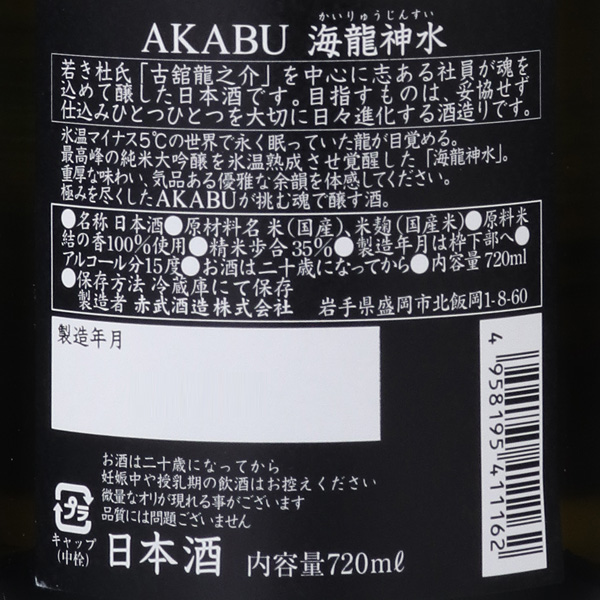 かいりゅうじんすい
AKABU 海龍神水
若き杜氏「古舘龍之介」を中心に志ある社員が魂を
込めて醸した日本酒です。目指すものは、妥協せず
仕込みひとつひとつを大切に日々進化する酒造りです。
氷温マイナス5℃の世界で永く眠っていた龍が目覚める。
最高峰の純米大吟醸を氷温熟成させ覚醒した「海龍神水」。
重厚な味わい、気品ある優雅な余韻を体感してください。
極みを尽くしたAKABUが挑む魂で醸す酒。
●名称 日本酒●原材料名 米(国産)、米麹(国産米)●原料米
結の香100%使用●精米歩合 35%●製造年月は枠下部へ●
アルコール分15度●お酒は二十歳になってから●内容量 720ml
●保存方法 冷蔵庫にて保存
●製造者 赤武酒造株式会社 岩手県盛岡市北飯岡1-8-60
製造年月
お酒は二十歳になってから
妊娠中や授乳期の飲酒はお控えください
微量なオリが現れる事がございます
品質には問題ございません
プラ
キャップ
(中栓)
日本酒 内容量720mℓ
4 958195 411162